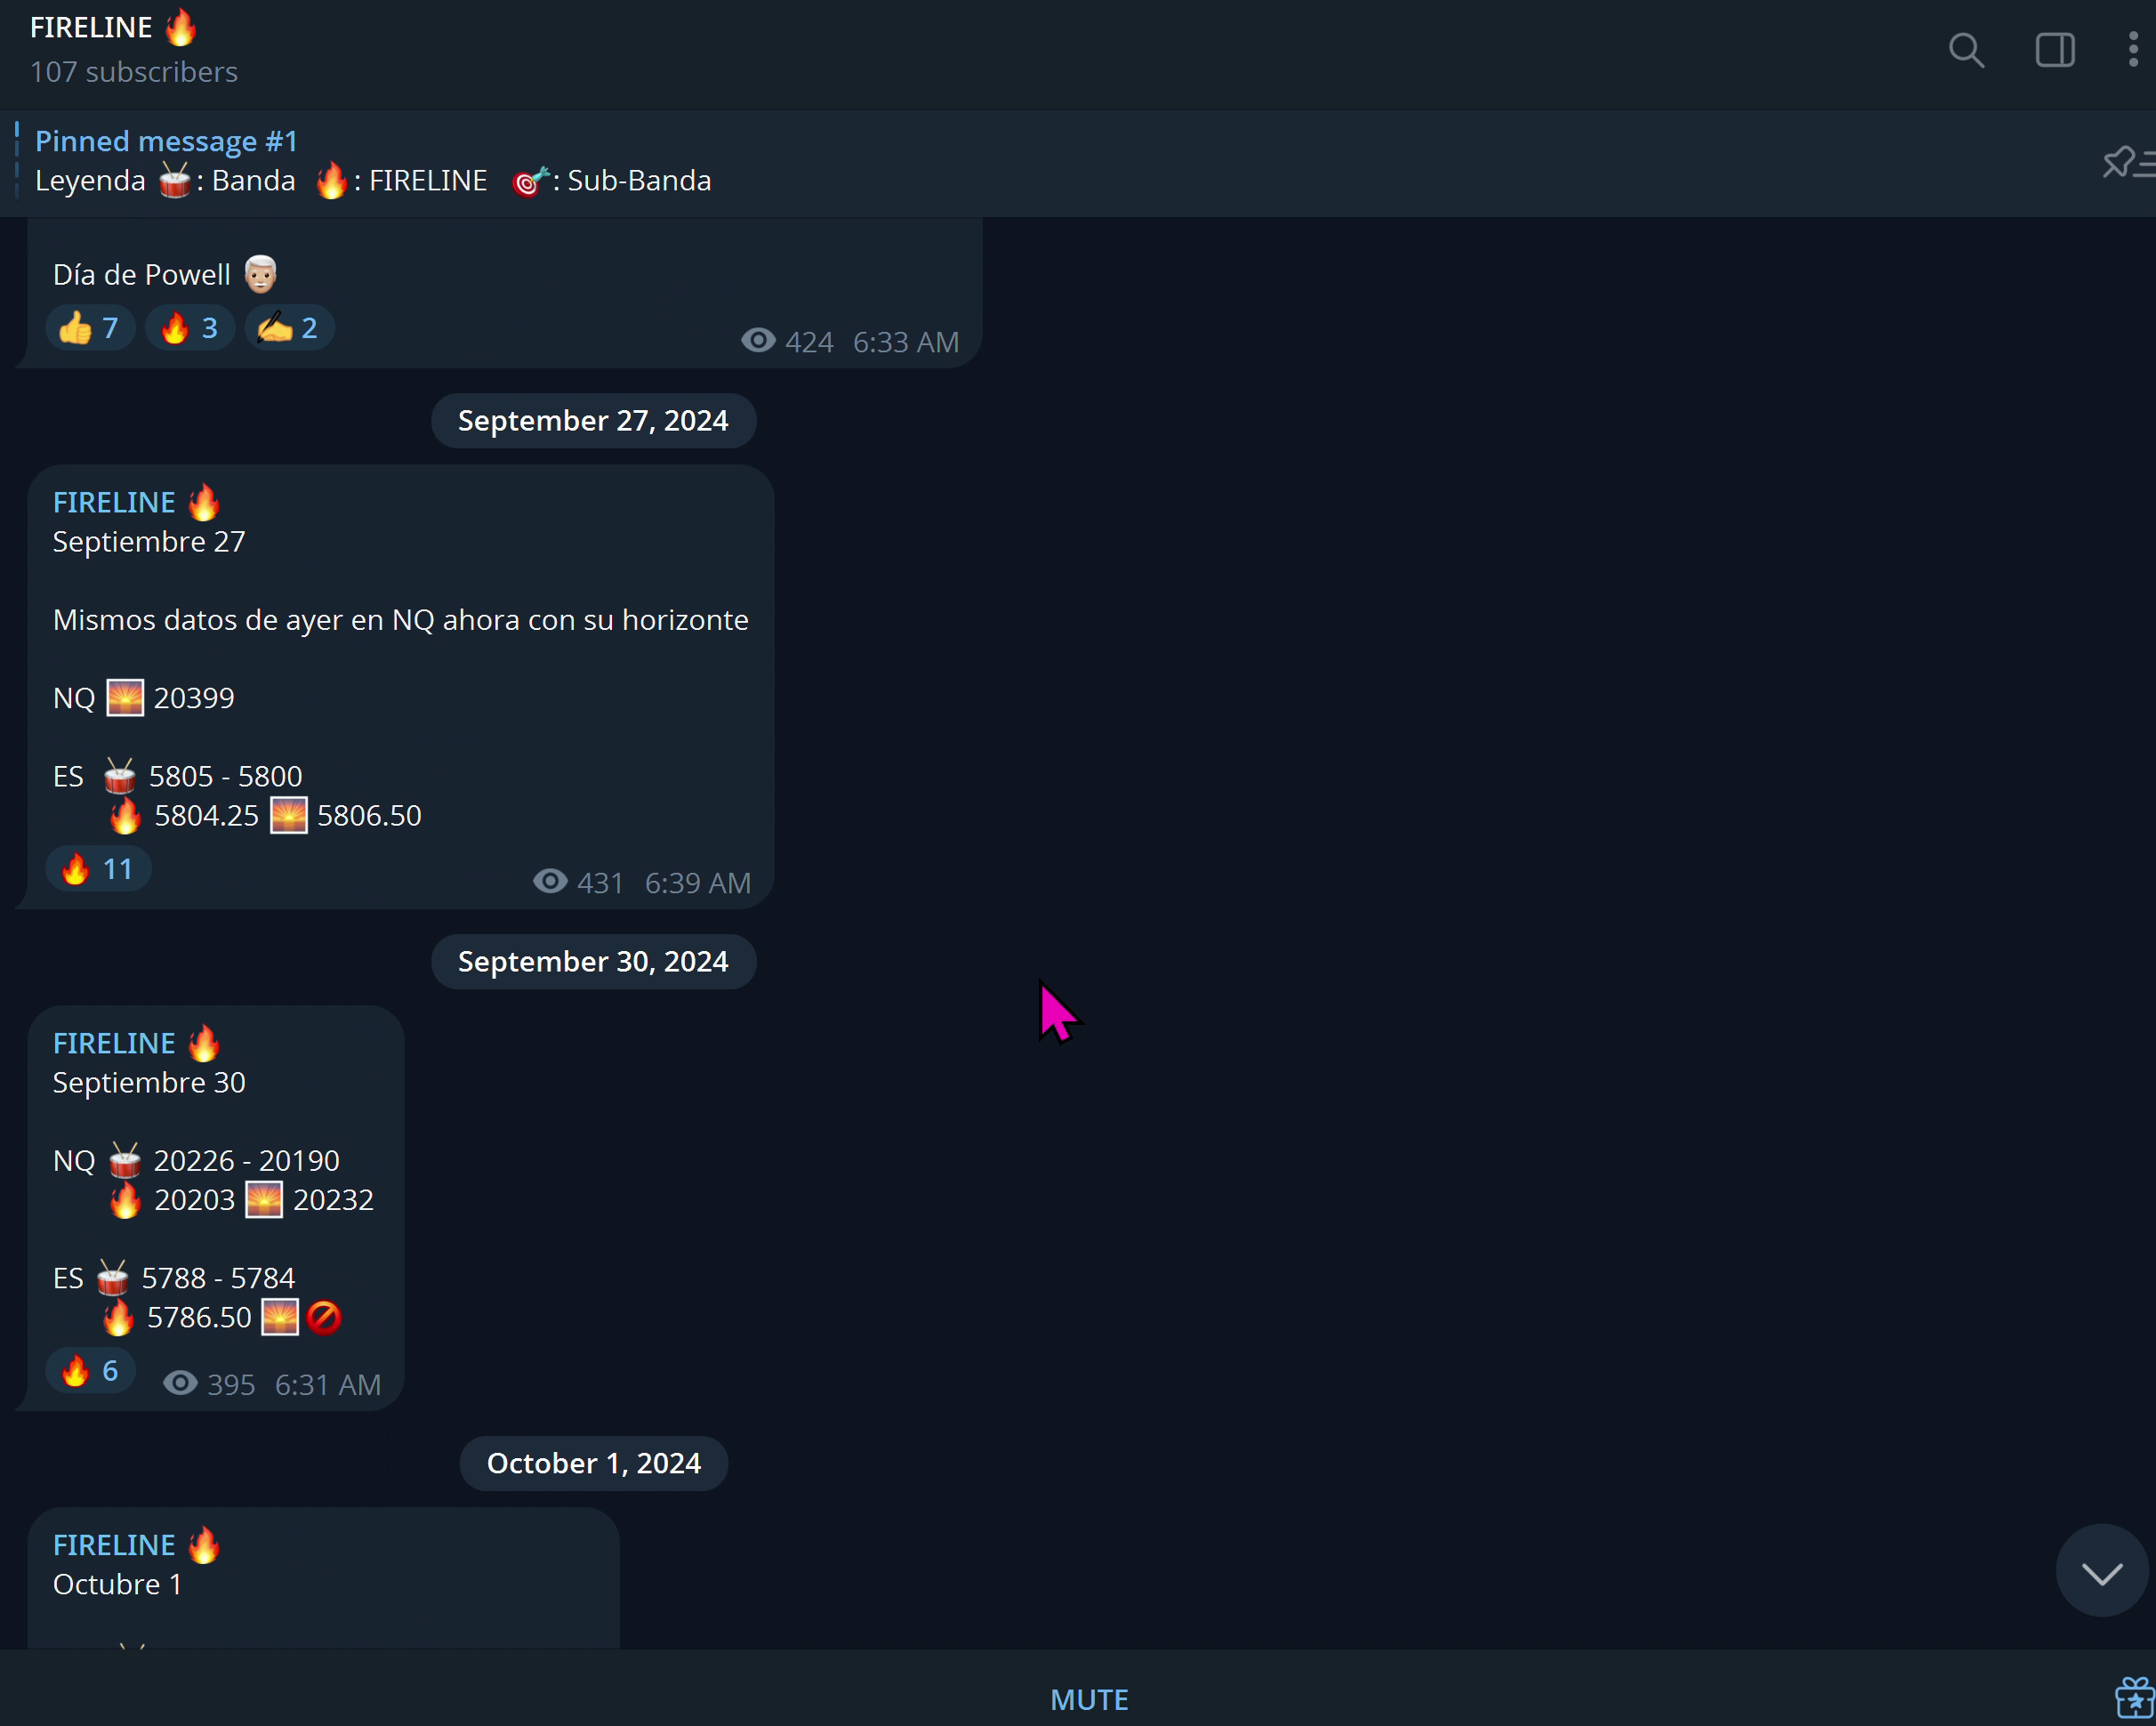 FIRELINE 🔥
107 subscribers
Pinned message #1
Leyenda 🥁: Banda 🔥: FIRELINE 🎯: Sub-Banda
Día de Powell 👨🏼‍🦳
👍 7 🔥 3 ✍️ 2
424 6:33 AM
September 27, 2024
FIRELINE 🔥
Septiembre 27
Mismos datos de ayer en NQ ahora con su horizonte
NQ 🌅 20399
ES 🥁 5805 - 5800
🔥 5804.25 🌅 5806.50
🔥 11
431 6:39 AM
September 30, 2024
FIRELINE 🔥
Septiembre 30
NQ 🥁 20226 - 20190
🔥 20203 🌅 20232
ES 🥁 5788 - 5784
🔥 5786.50 🌅🚫
🔥 6 395 6:31 AM
October 1, 2024
FIRELINE 🔥
Octubre 1
MUTE